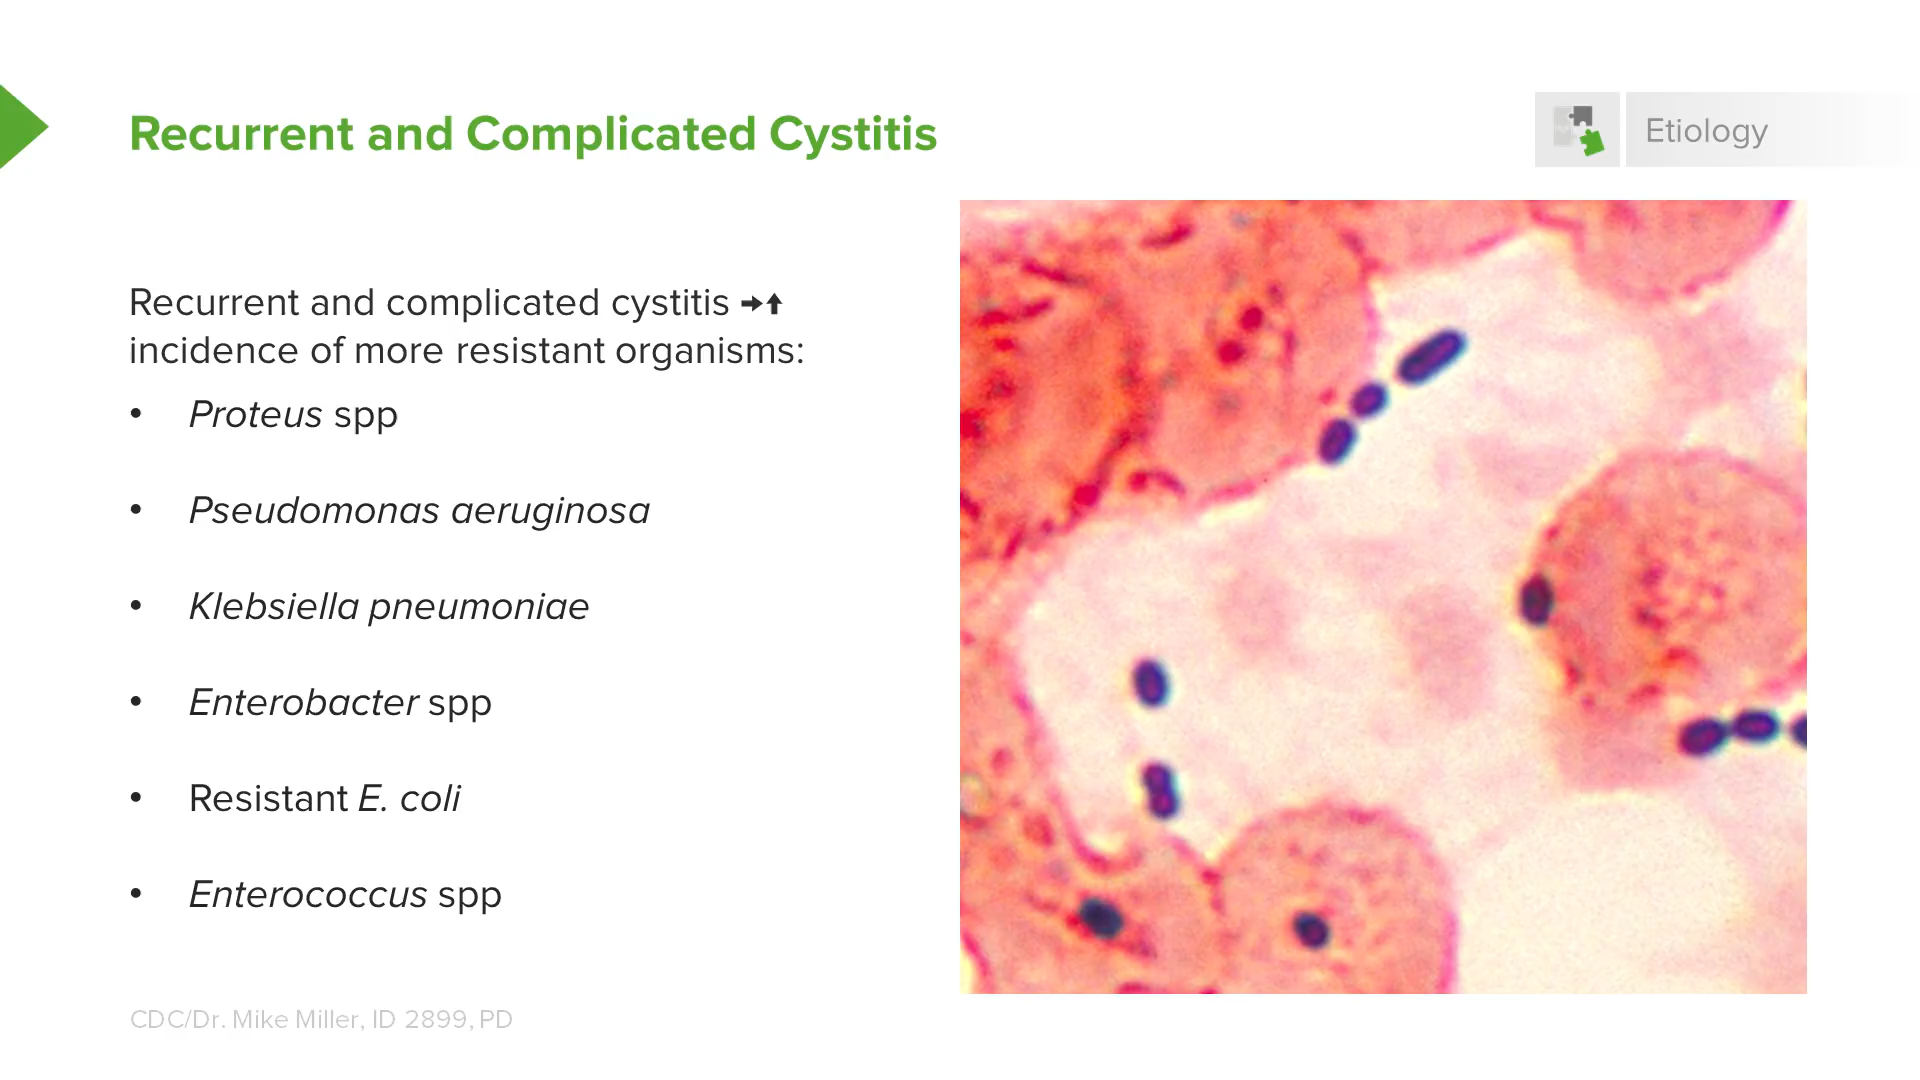 Recurrent and Complicated Cystitis
Etiology
Recurrent and complicated cystitis →↑
incidence of more resistant organisms:
• Proteus spp
• Pseudomonas aeruginosa
• Klebsiella pneumoniae
• Enterobacter spp
• Resistant E. coli
• Enterococcus spp
CDC/Dr. Mike Miller, ID 2899, PD